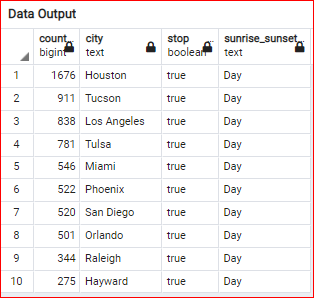 Data Output
count.. city stop sunrise_sunset..
bigint text boolean text
1 1676 Houston true Day
2 911 Tucson true Day
3 838 Los Angeles true Day
4 781 Tulsa true Day
5 546 Miami true Day
6 522 Phoenix true Day
7 520 San Diego true Day
8 501 Orlando true Day
9 344 Raleigh true Day
10 275 Hayward true Day